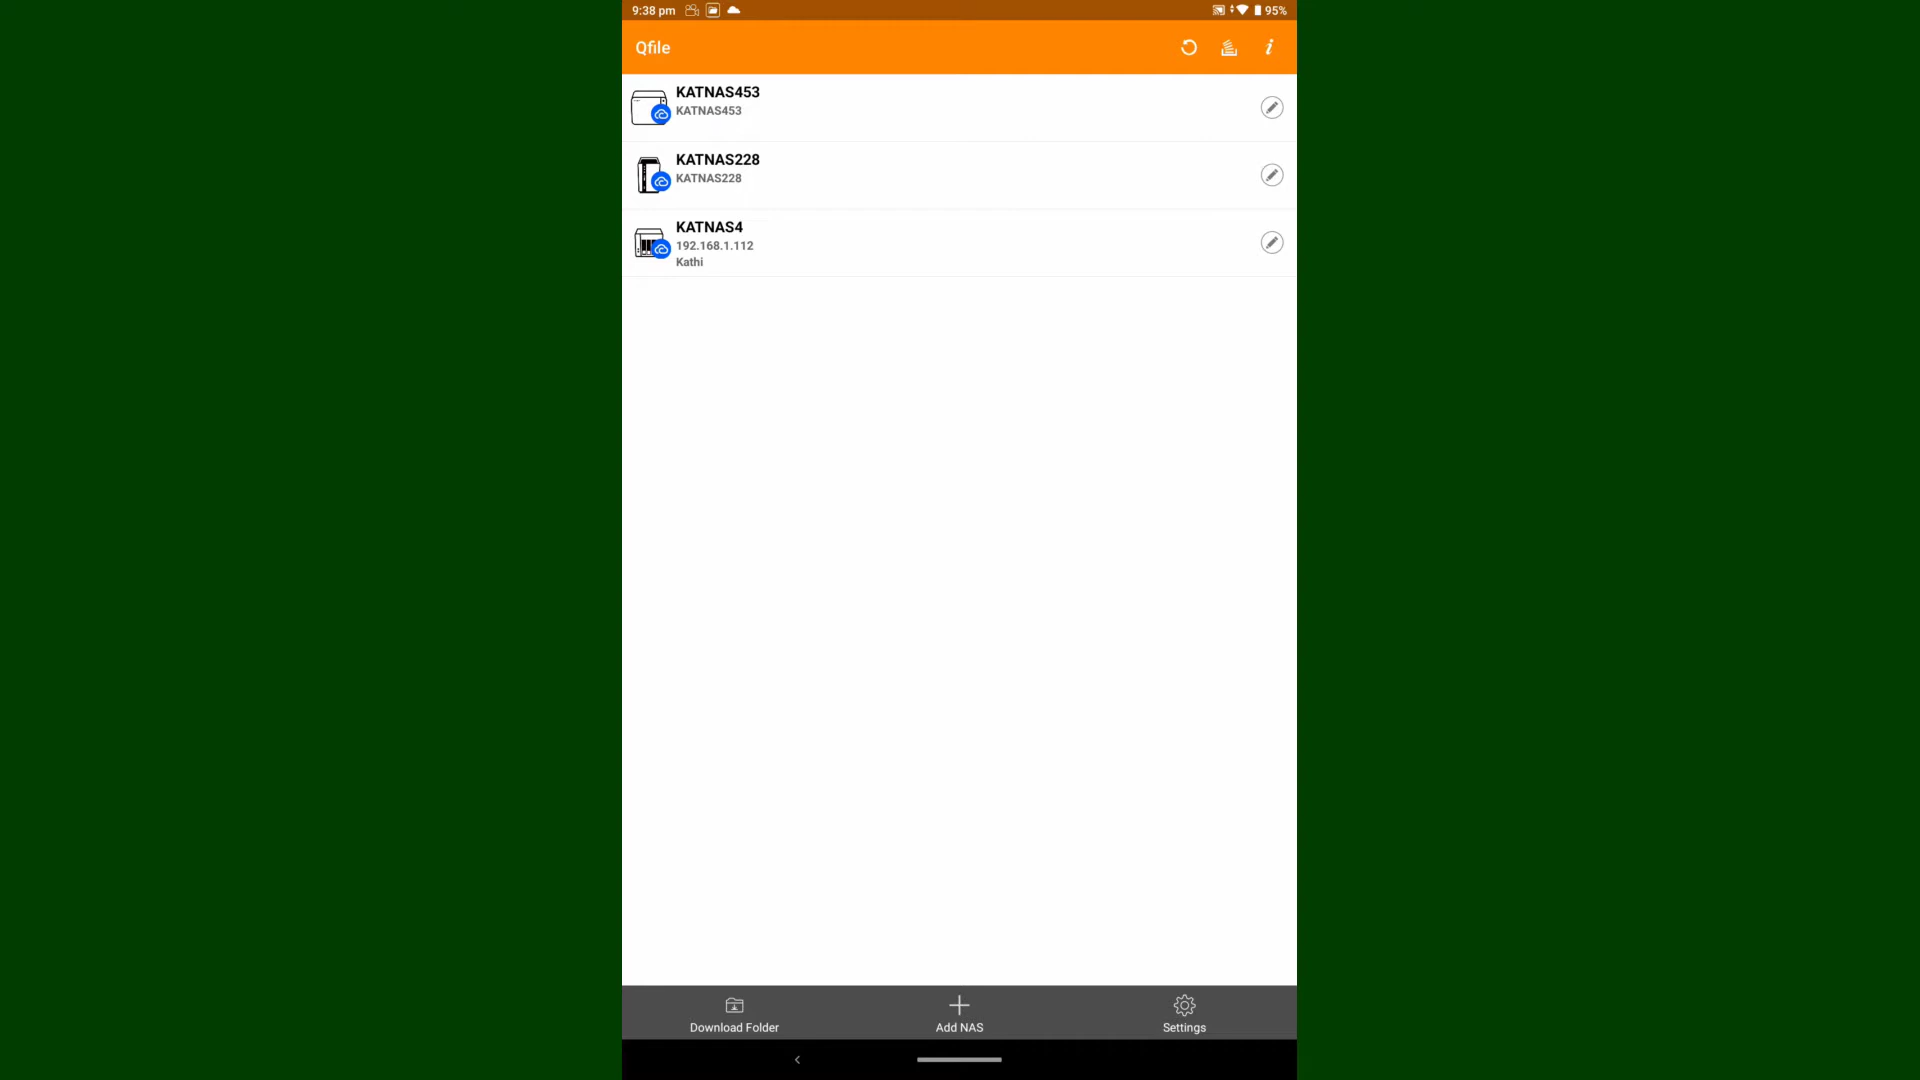 9:38 pm 95%
Qfile i
KATNAS453
KATNAS453
KATNAS228
KATNAS228
KATNAS4
192.168.1.112
Kathi
Download Folder Add NAS Settings